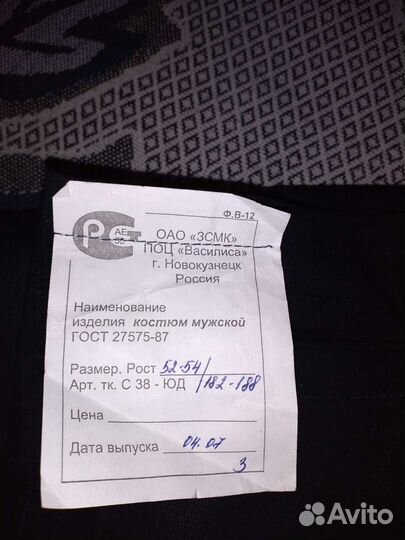 Ф.В-12
АЕ
ОАО «ЗСМК»
ПОЦ «Василиса»
г. Новокузнецк
Россия
Наименование
изделия костюм мужской
ГОСТ 27575-87
Размер. Рост 52-54/
Арт. тк. С 38 - ЮД /182-188
Цена
Дата выпуска 04.07
3
Avito